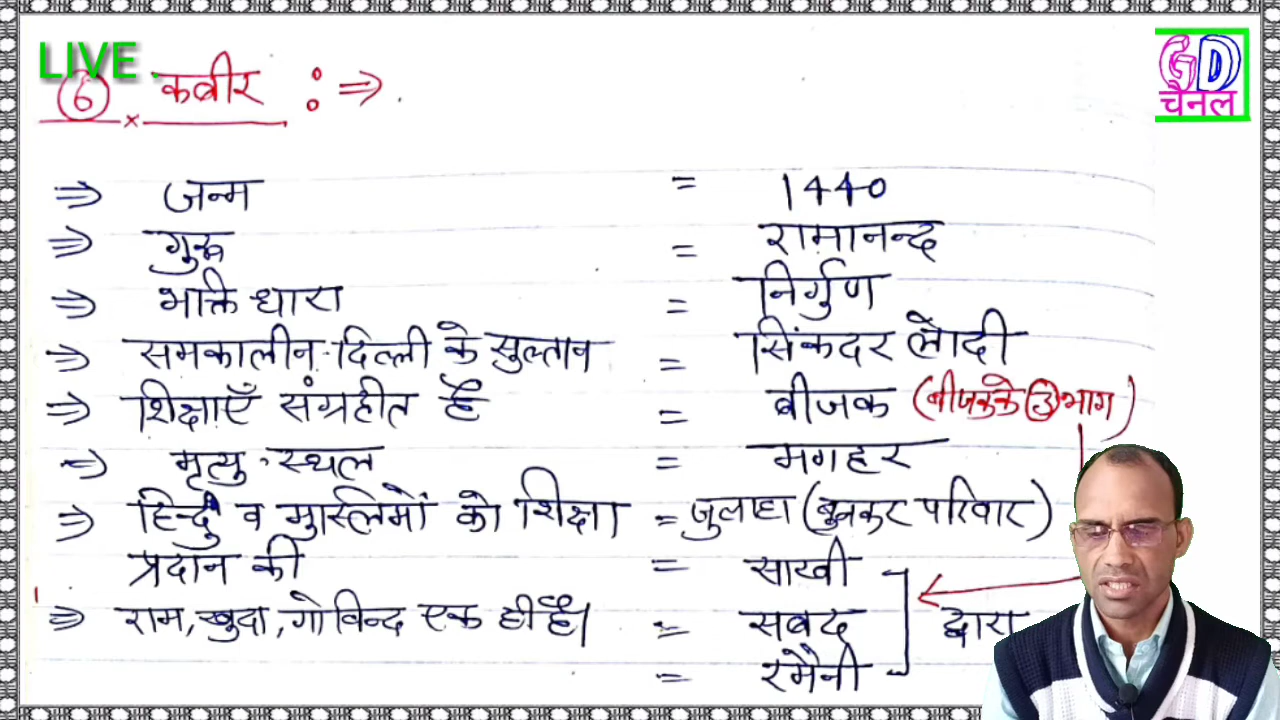 LIVE
GD
चैनल
6 कबीर :⇒
⇒ जन्म = 1440
⇒ गुरू = रामानन्द
⇒ भक्ति धारा = निर्गुण
⇒ समकालीन दिल्ली के सुल्तान = सिंकदर लोदी
⇒ शिक्षाएँ संग्रहीत है = बीजक (बीजक के 3 भाग)
⇒ मृत्यु स्थल = मगहर
⇒ हिन्दु व मुस्लिमों को शिक्षा = जुलाहा (बुनकर परिवार)
प्रदान की = साखी
⇒ राम, खुदा, गोविन्द एक ही है। = सबद द्वारा
= रमैनी